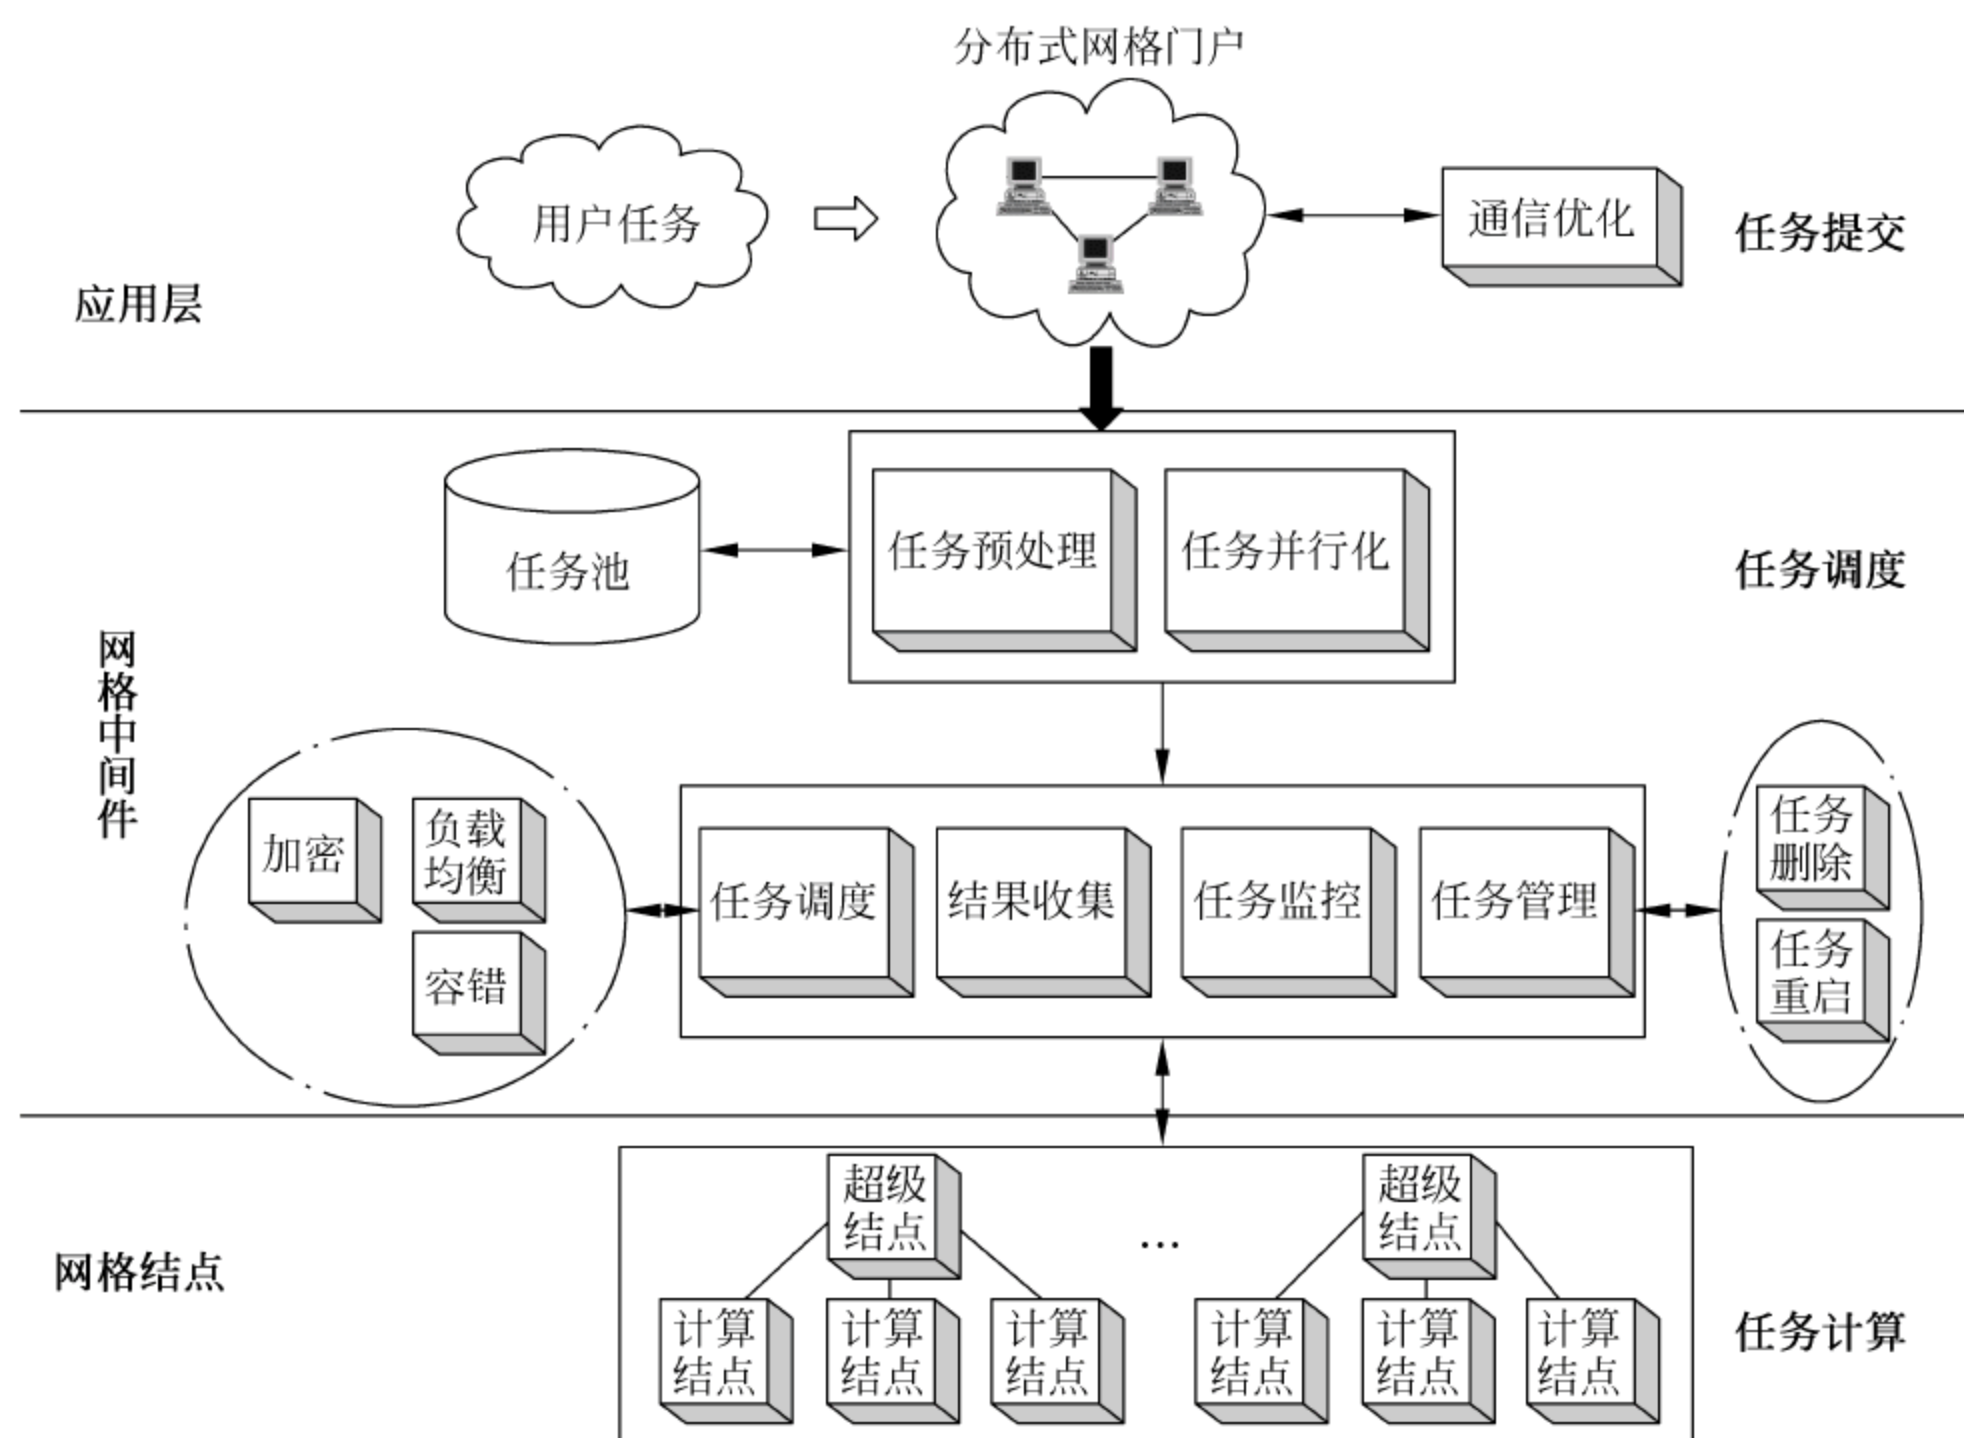 分布式网格门户
用户任务
通信优化
任务提交
应用层
任务池
任务预处理
任务并行化
任务调度
网格中间件
加密
负载
均衡
容错
任务调度
结果收集
任务监控
任务管理
任务
删除
任务
重启
网格结点
超级
结点
…
超级
结点
计算
结点
计算
结点
计算
结点
计算
结点
计算
结点
计算
结点
任务计算